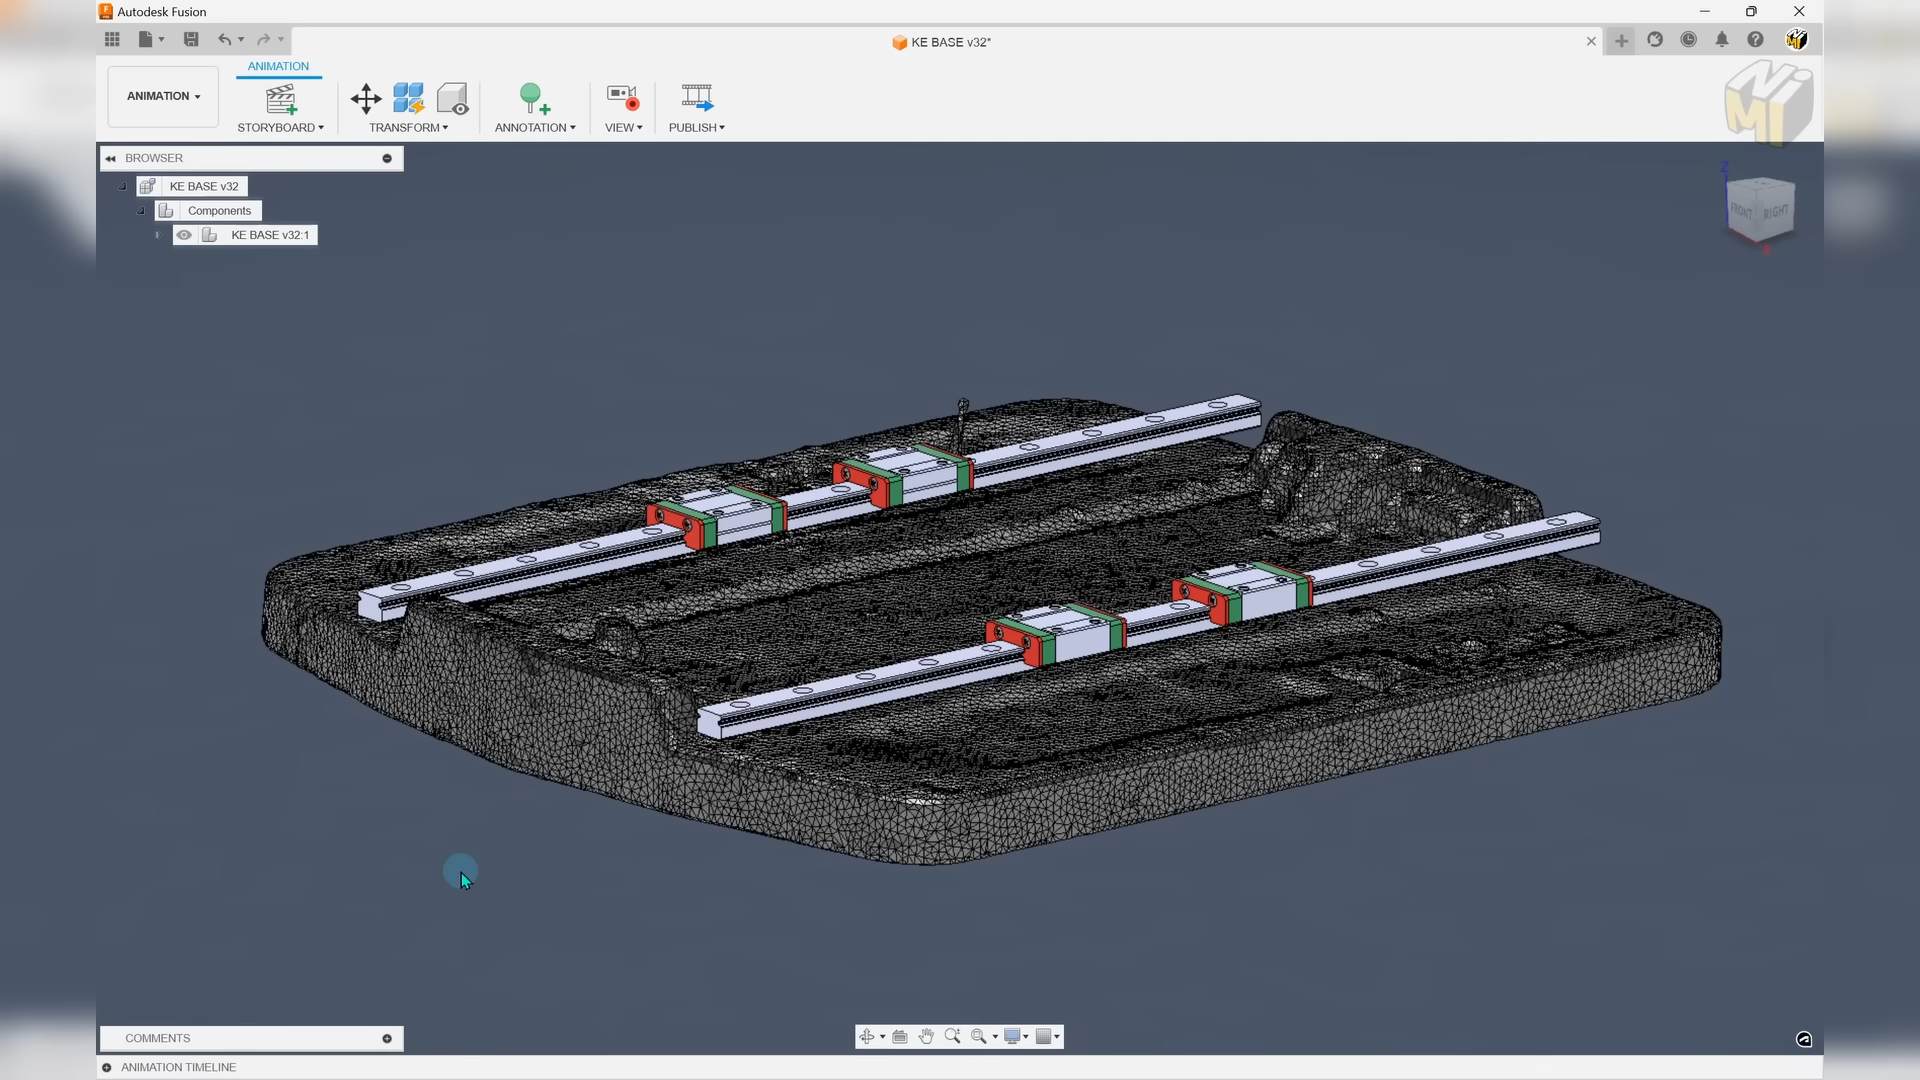 Autodesk Fusion
KE BASE v32*
ANIMATION
ANIMATION
STORYBOARD
TRANSFORM
ANNOTATION
VIEW
PUBLISH
BROWSER
KE BASE v32
Components
KE BASE v32:1
Z
FRONT
RIGHT
X
COMMENTS
ANIMATION TIMELINE